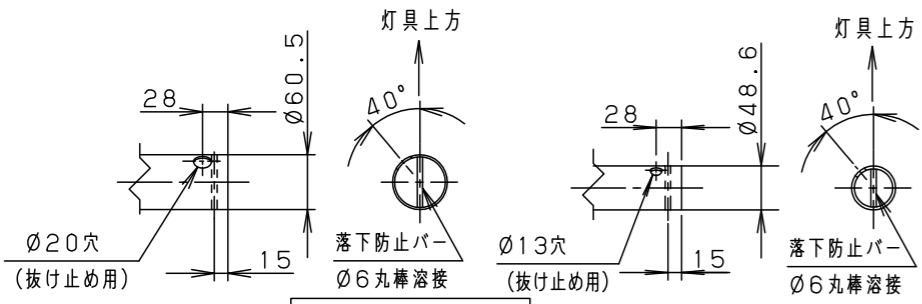 灯具上方
28
Ø60.5
40°
Ø20穴
(抜け止め用)
15
落下防止バー
Ø6丸棒溶接
灯具上方
28
Ø48.6
40°
Ø13穴
(抜け止め用)
15
落下防止バー
Ø6丸棒溶接